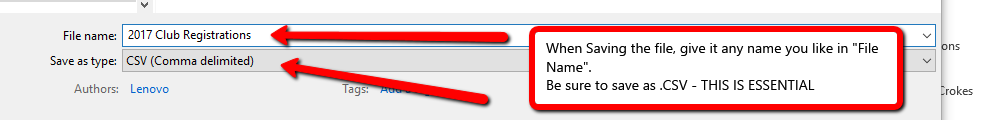 File name: 2017 Club Registrations
Save as type: CSV (Comma delimited)
Authors: Lenovo Tags:
When Saving the file, give it any name you like in "File
Name".
Be sure to save as .CSV - THIS IS ESSENTIAL
ons
Crokes